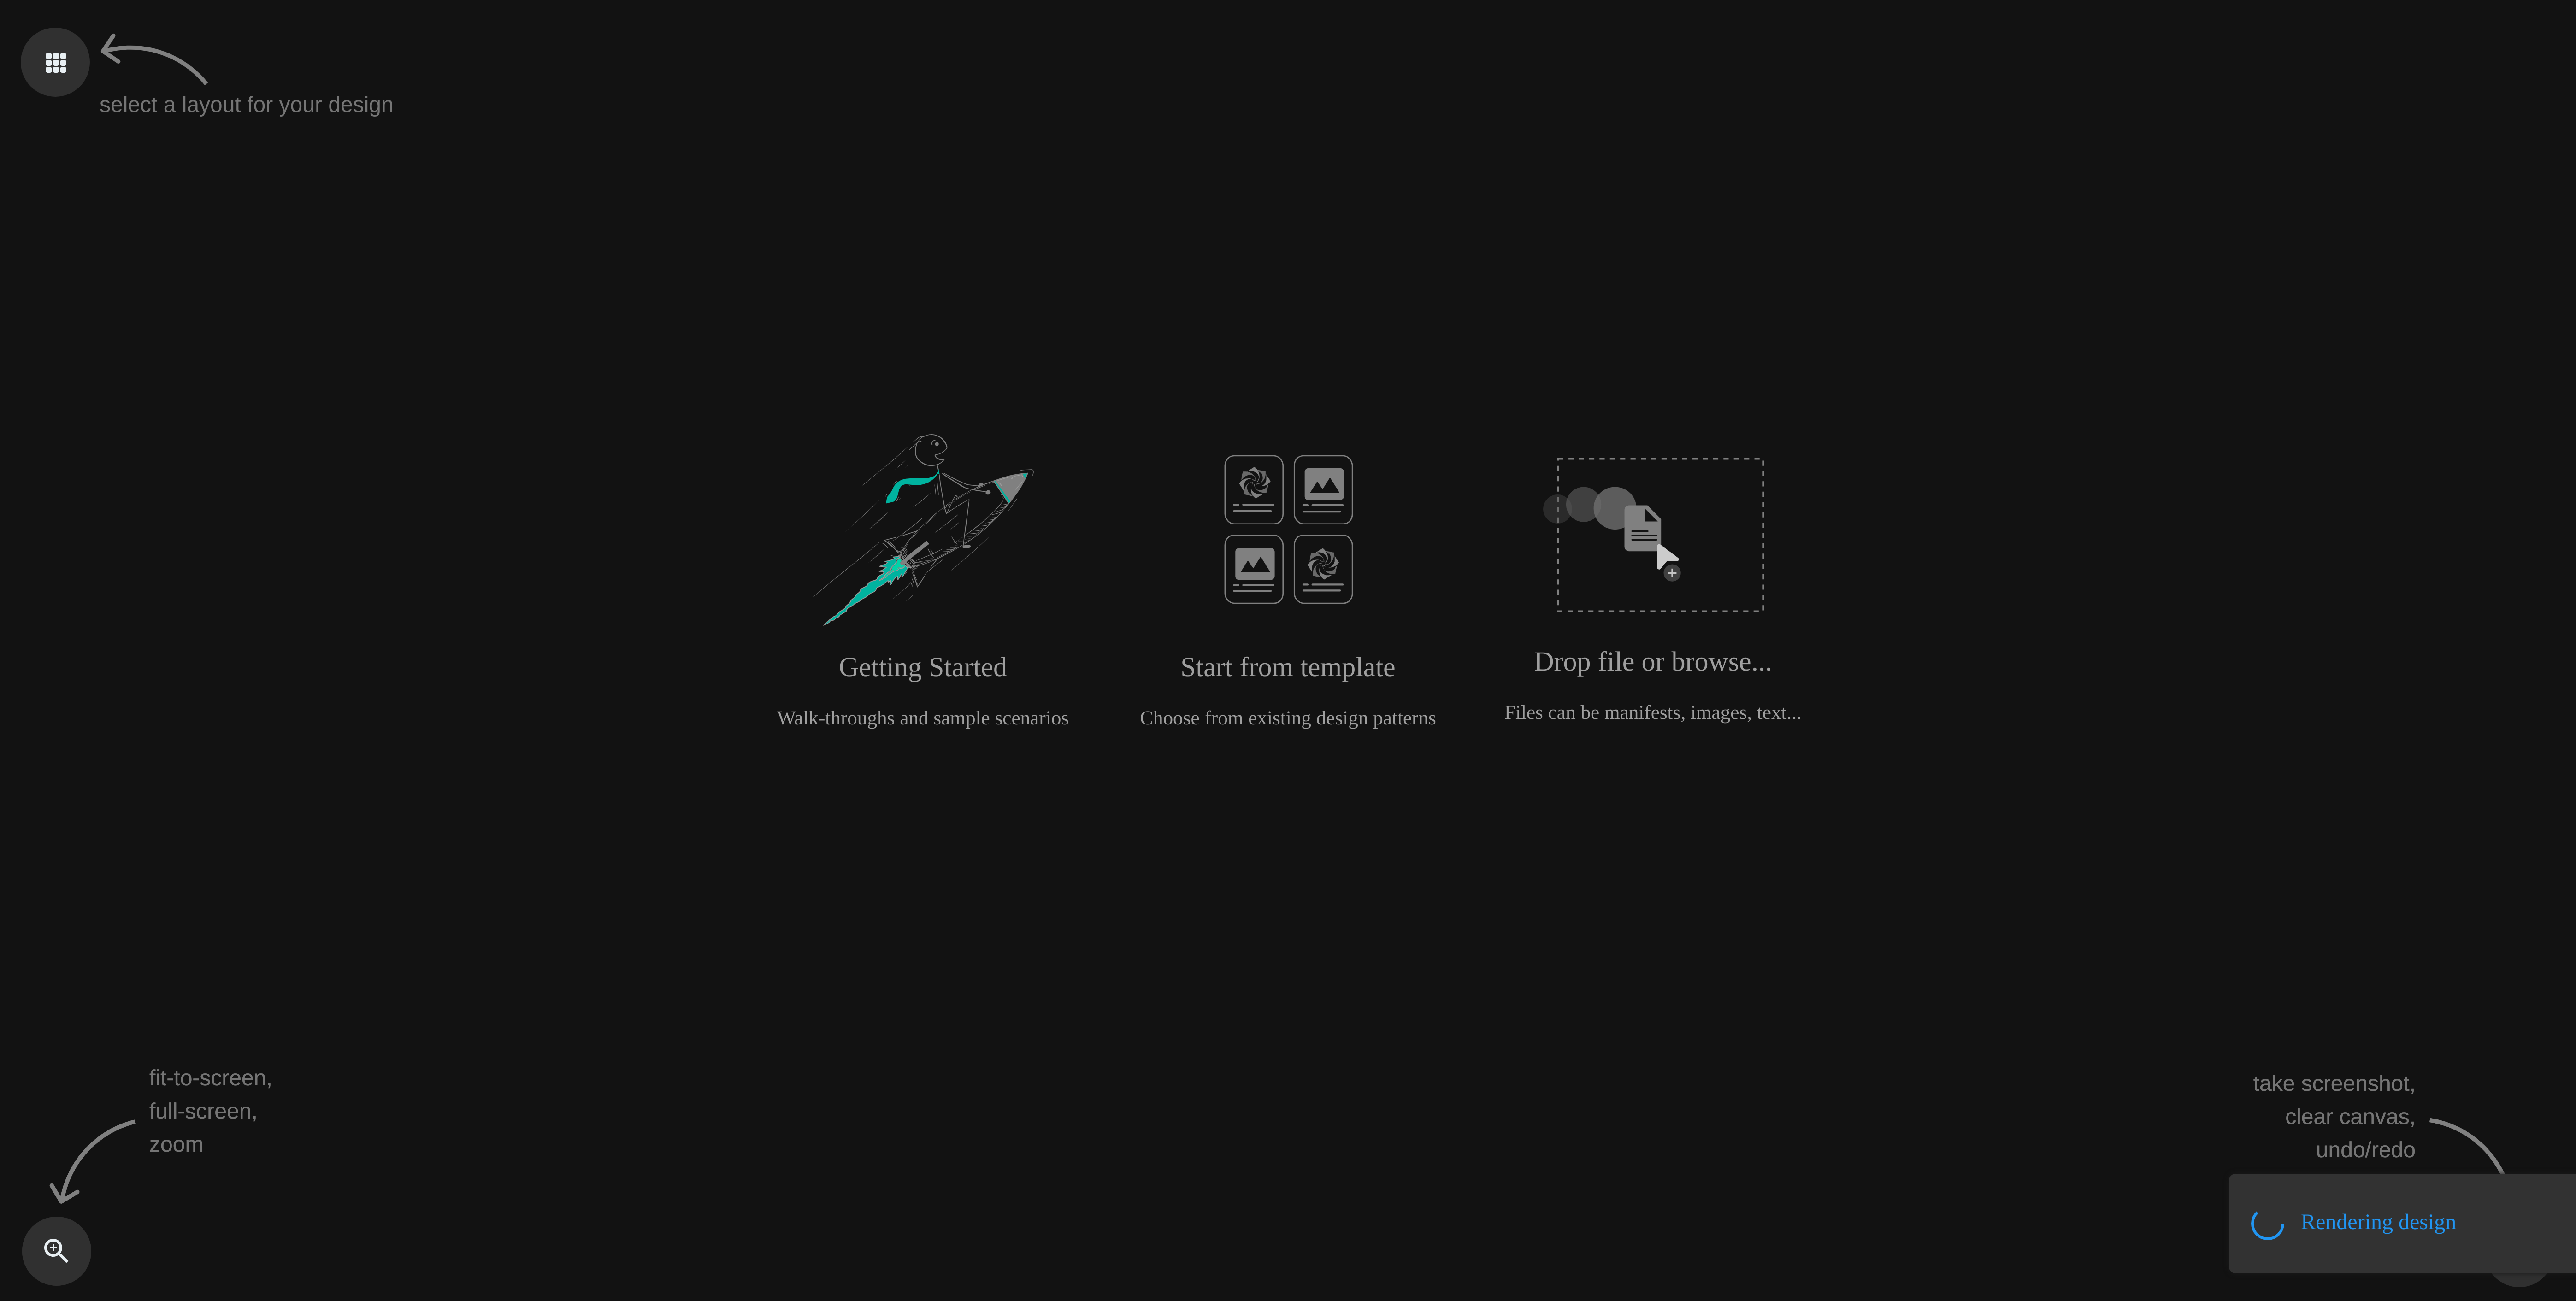 select a layout for your design
Getting Started
Walk-throughs and sample scenarios
Start from template
Choose from existing design patterns
Drop file or browse...
Files can be manifests, images, text...
fit-to-screen,
full-screen,
zoom
take screenshot,
clear canvas,
undo/redo
Rendering design